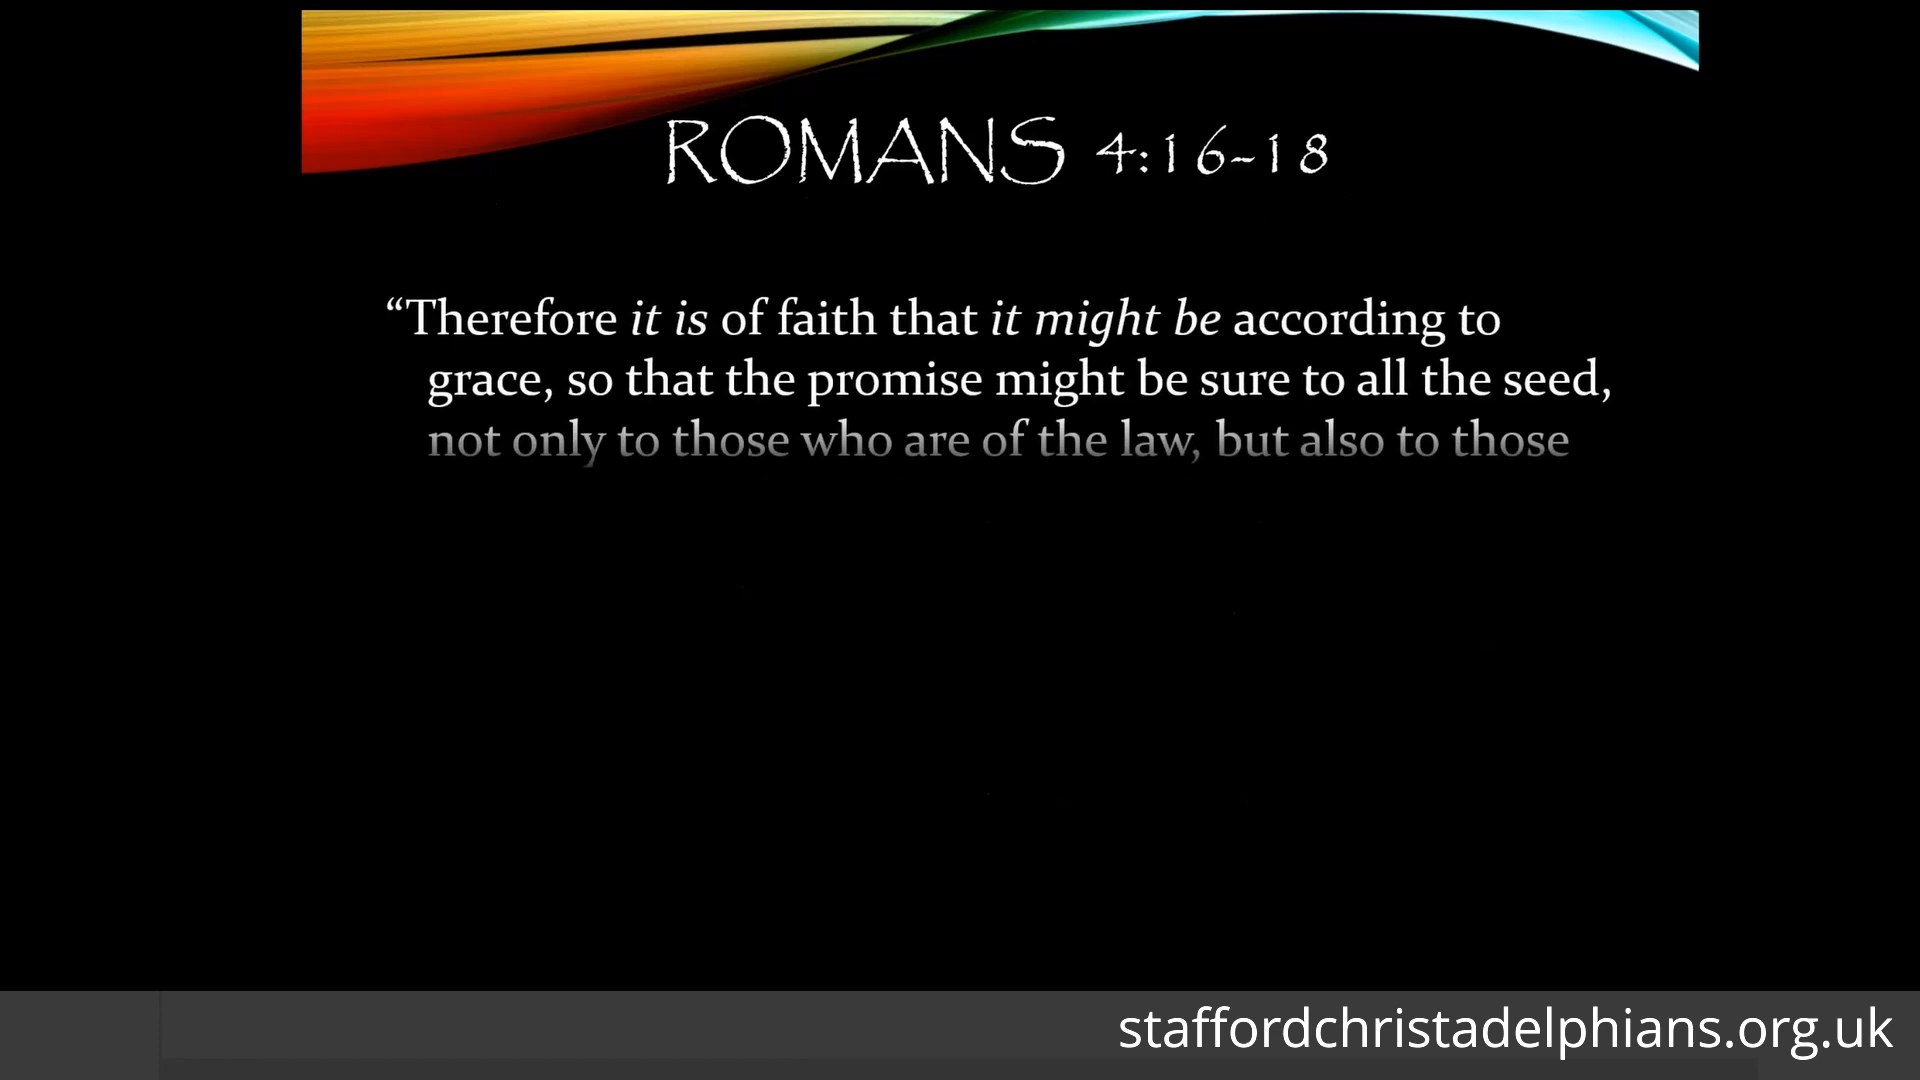 ROMANS 4:16-18
“Therefore it is of faith that it might be according to
grace, so that the promise might be sure to all the seed,
not only to those who are of the law, but also to those
staffordchristadelphians.org.uk